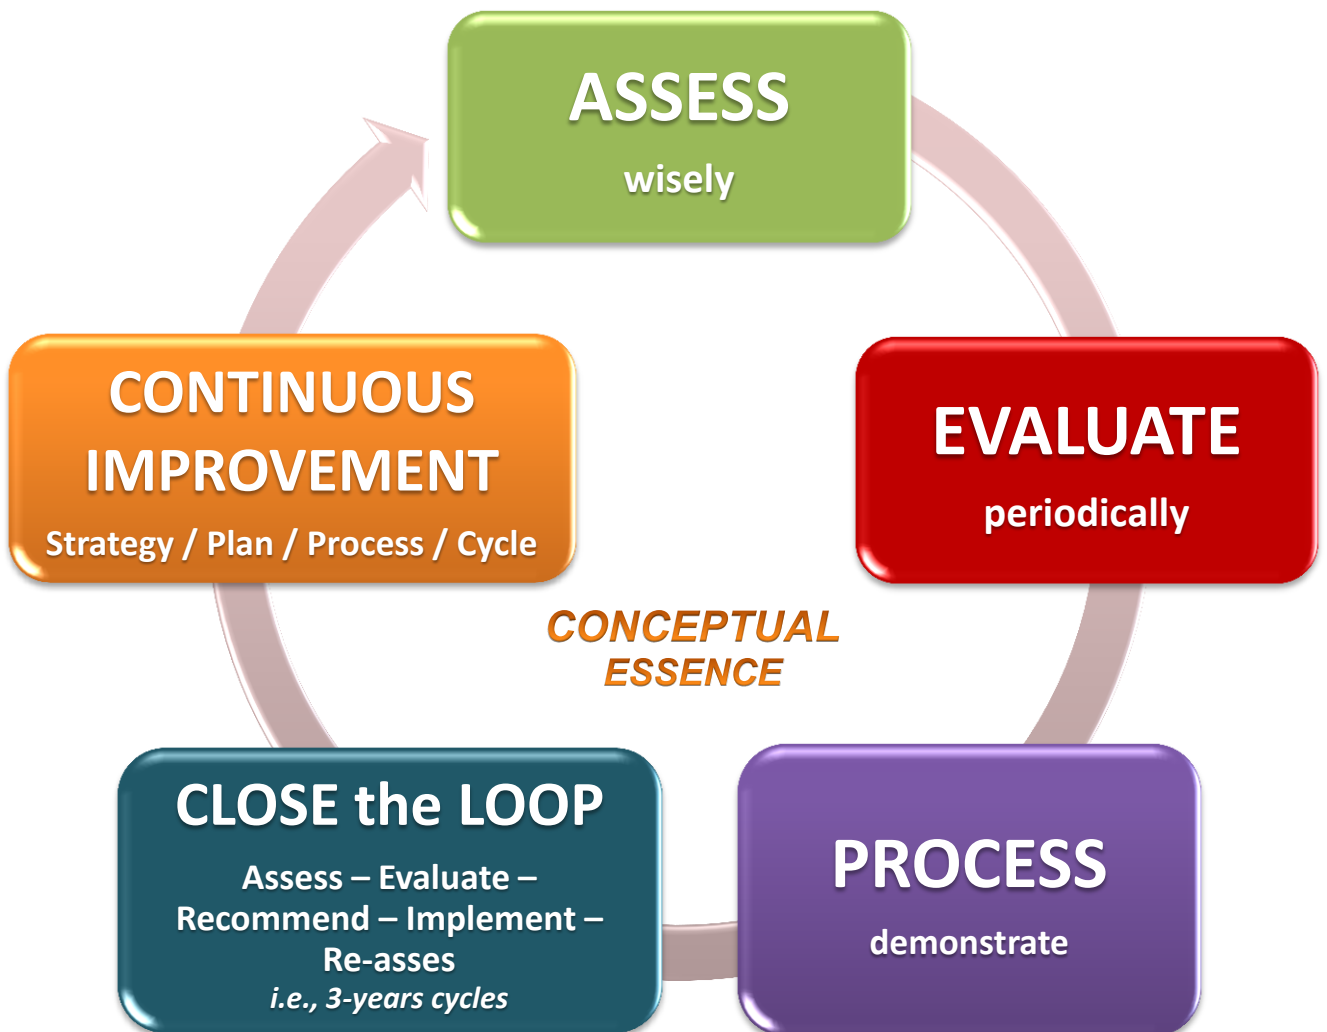 ASSESS
wisely
EVALUATE
periodically
PROCESS
demonstrate
CLOSE the LOOP
Assess – Evaluate –
Recommend – Implement –
Re-asses
i.e., 3-years cycles
CONTINUOUS
IMPROVEMENT
Strategy / Plan / Process / Cycle
CONCEPTUAL
ESSENCE